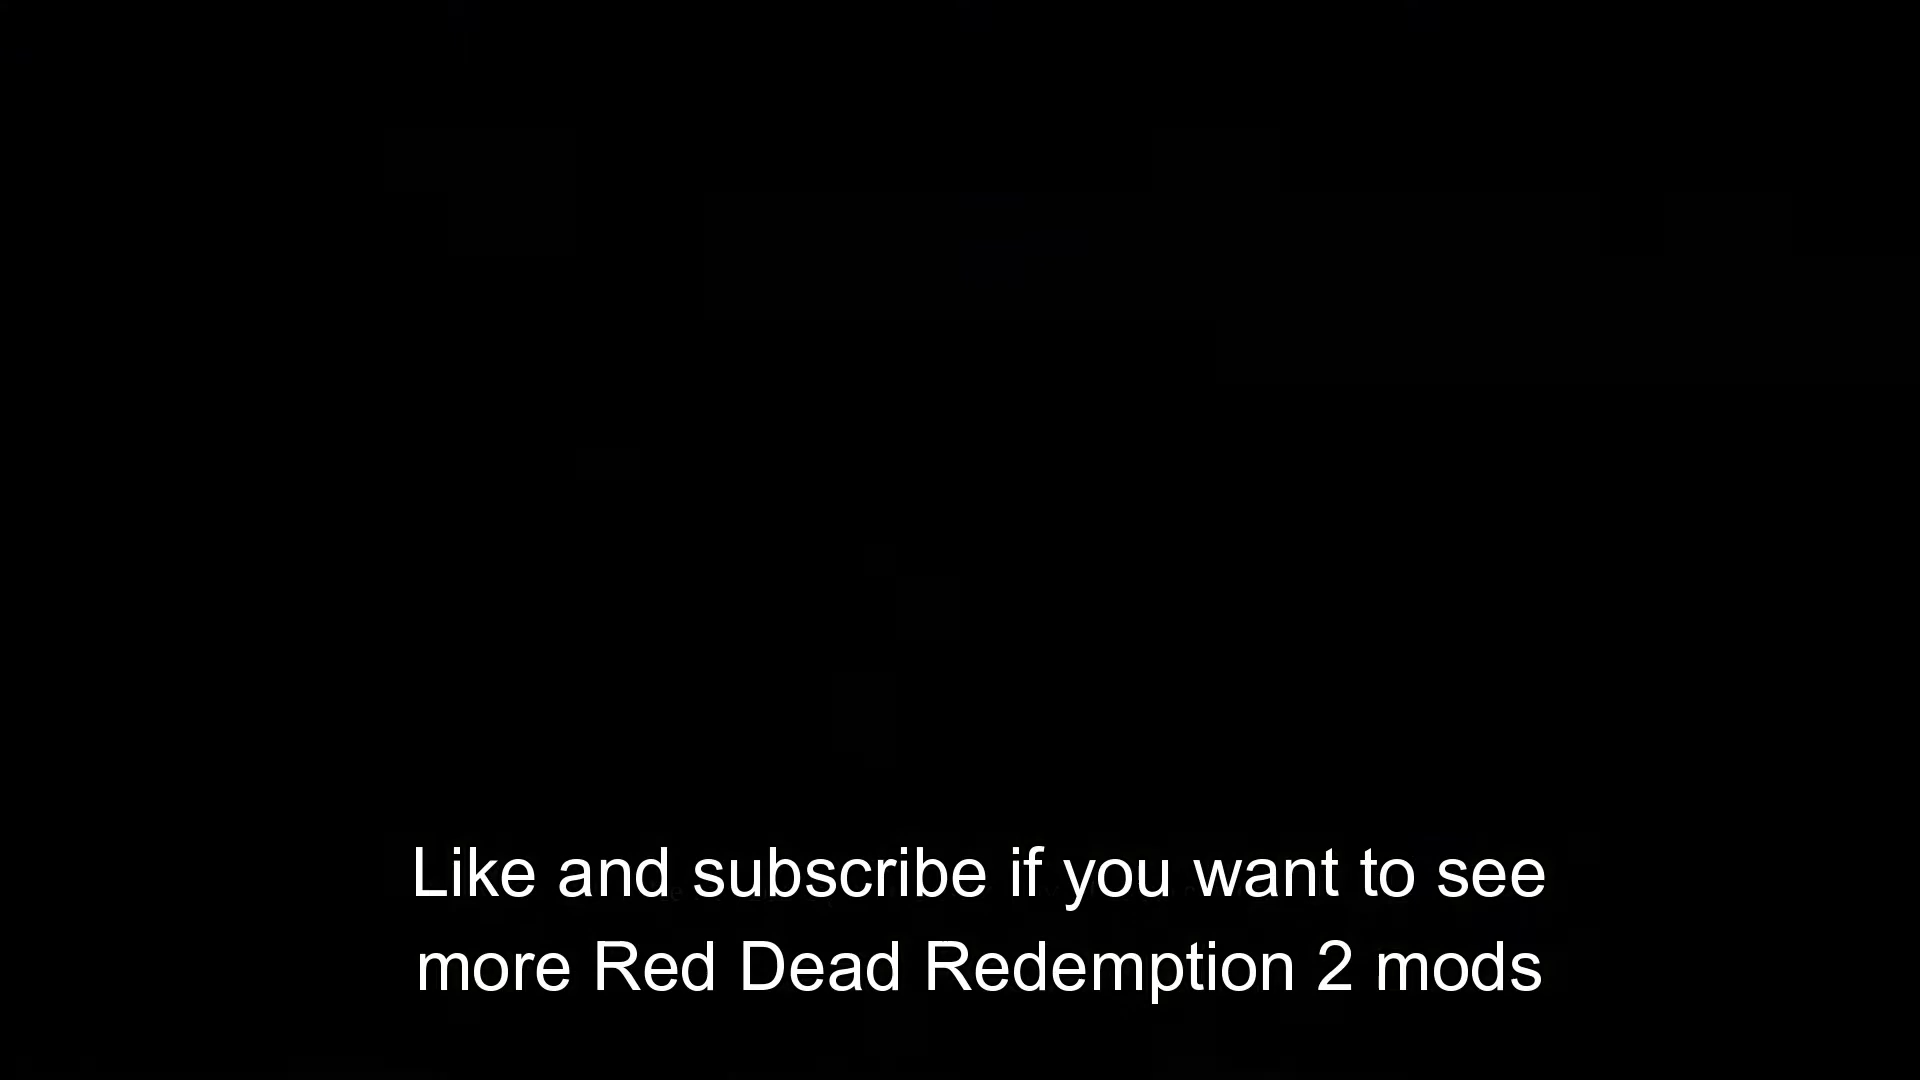 Like and subscribe if you want to see
more Red Dead Redemption 2 mods